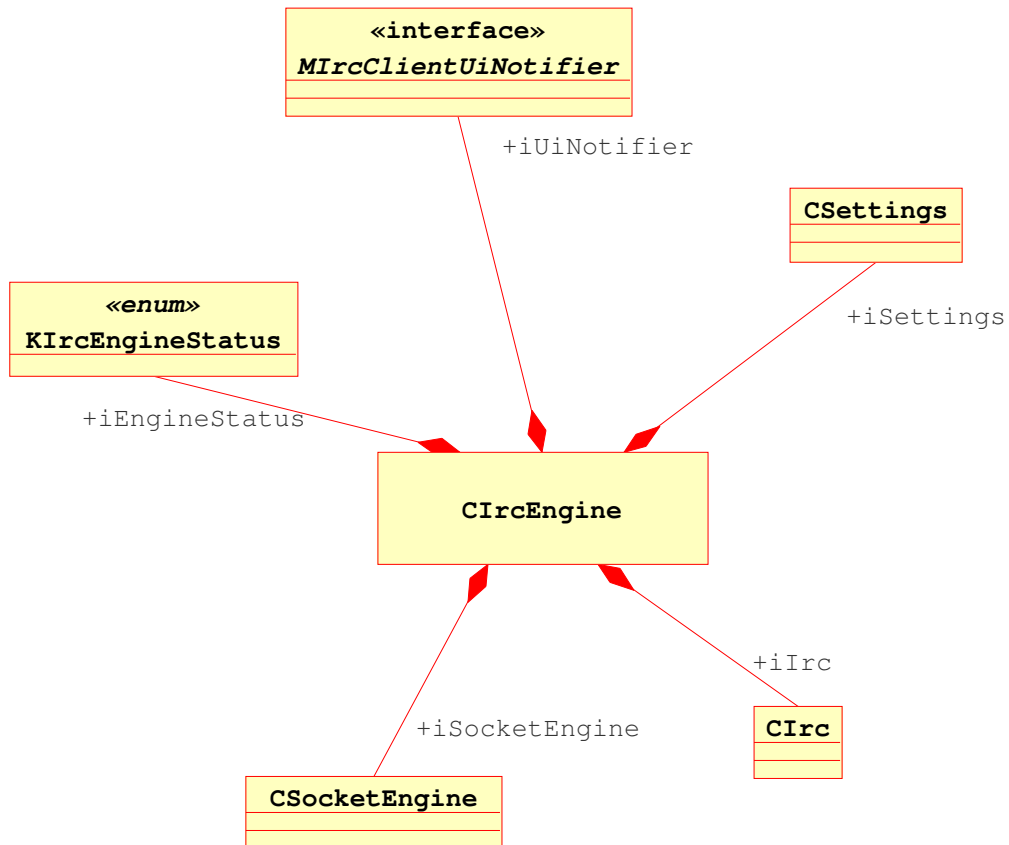 «interface»
MIrcClientUiNotifier
+iUiNotifier
CSettings
+iSettings
«enum»
KIrcEngineStatus
+iEngineStatus
CIrcEngine
+iIrc
CIrc
+iSocketEngine
CSocketEngine